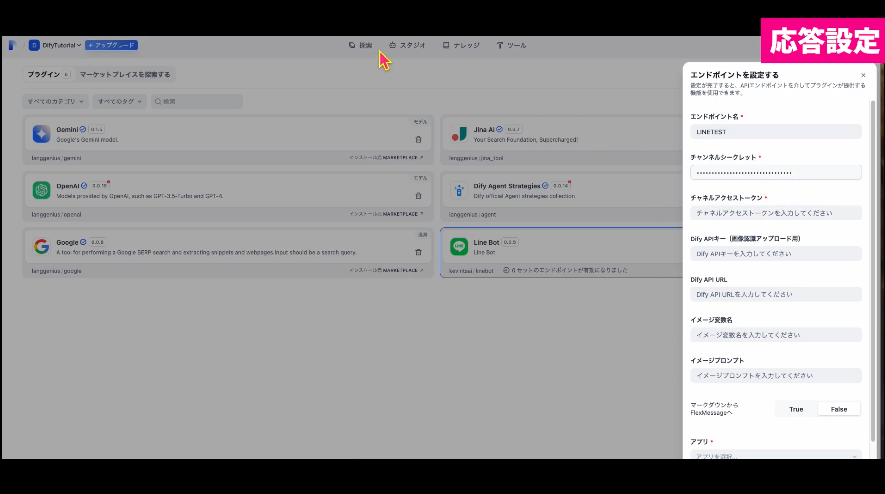 応答設定
DifyTutorial
アップグレード
探索
スタジオ
ナレッジ
ツール
プラグイン 6
マーケットプレイスを探索する
すべてのカテゴリ
すべてのタグ
検索
モデル
Gemini
Google's Gemini model.
langgenius / gemini
インストール元 MARKETPLACE
Jina AI
Your Search Foundation, Supercharged!
langgenius / jina_tool
モデル
OpenAI
Models provided by OpenAI, such as GPT-3.5-Turbo and GPT-4.
langgenius / openai
インストール元 MARKETPLACE
Dify Agent Strategies 0.0.14
Dify official Agent strategies collection.
langgenius / agent
Google
A tool for performing a Google SERP search and extracting snippets and webpages.Input should be a search query.
langgenius / google
インストール元 MARKETPLACE
Line Bot
Line Bot
kevintsai / linebot
0 セットのエンドポイントが有効になりました
エンドポイントを設定する
設定が完了すると、APIエンドポイントを介してプラグインが提供する
機能を使用できます。
エンドポイント名 *
LINETEST
チャンネルシークレット *
チャネルアクセストークン *
チャネルアクセストークンを入力してください
Dify APIキー（画像認識アップロード用）
Dify APIキーを入力してください
Dify API URL
Dify API URLを入力してください
イメージ変数名
イメージ変数名を入力してください
イメージプロンプト
イメージプロンプトを入力してください
マークダウンから
FlexMessageへ
True
False
アプリ *
アプリを選択...